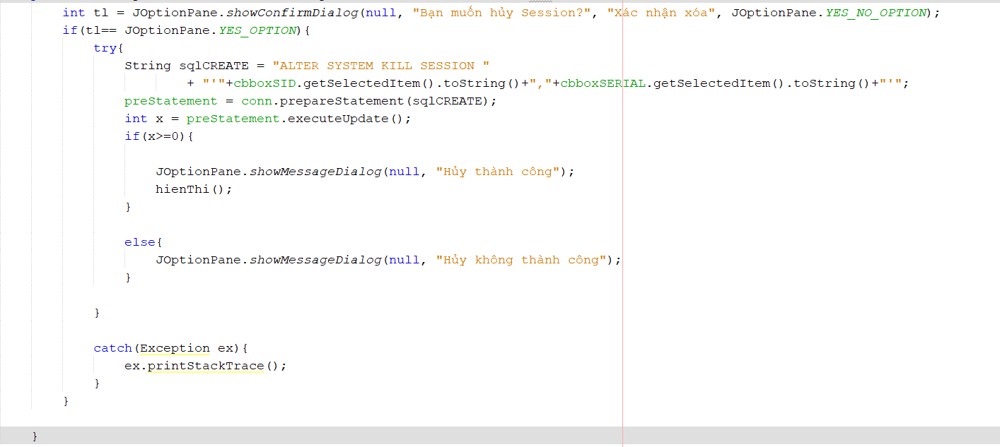 int tl = JOptionPane.showConfirmDialog(null, "Bạn muốn hủy Session?", "Xác nhận xóa", JOptionPane.YES_NO_OPTION);
if(tl== JOptionPane.YES_OPTION){
try{
String sqlCREATE = "ALTER SYSTEM KILL SESSION "
+ "'"+cbboxSID.getSelectedItem().toString()+","+cbboxSERIAL.getSelectedItem().toString()+"'";
preStatement = conn.prepareStatement(sqlCREATE);
int x = preStatement.executeUpdate();
if(x>=0){
JOptionPane.showMessageDialog(null, "Hủy thành công");
hienThi();
}
else{
JOptionPane.showMessageDialog(null, "Hủy không thành công");
}
}
catch(Exception ex){
ex.printStackTrace();
}
}
}